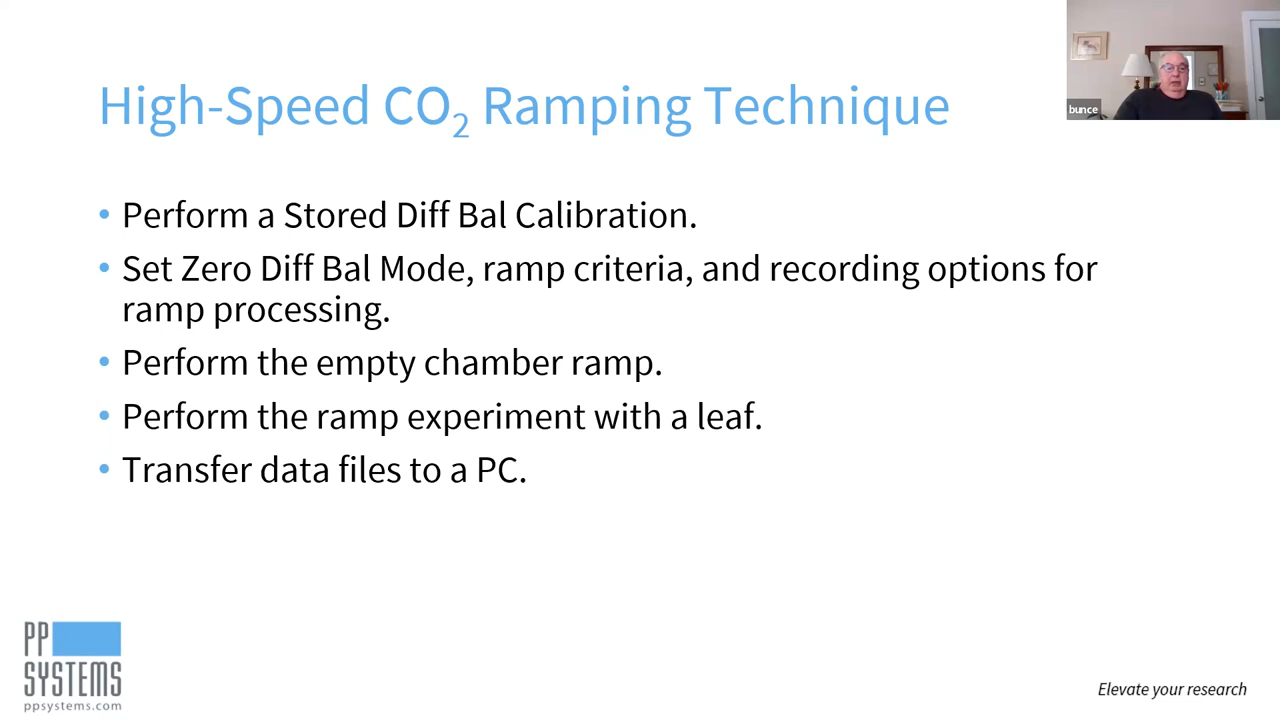 High-Speed CO₂ Ramping Technique
bunce
• Perform a Stored Diff Bal Calibration.
• Set Zero Diff Bal Mode, ramp criteria, and recording options for
ramp processing.
• Perform the empty chamber ramp.
• Perform the ramp experiment with a leaf.
• Transfer data files to a PC.
PP
SYSTEMS
ppsystems.com
Elevate your research